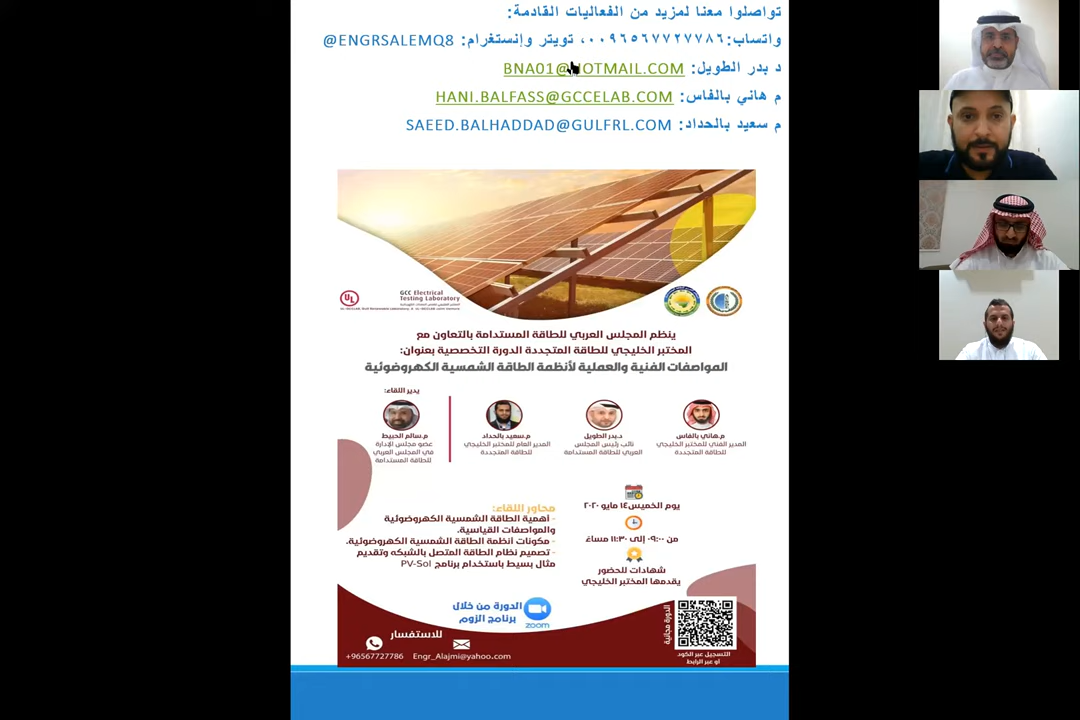 تواصلوا معنا لمزيد من الفعاليات القادمة:
واتساب:٠٠٩٦٥٦٧٧٢٧٧٨٦، تويتر وإنستغرام: ENGRSALEMQ8@
د بدر الطويل: BNA01@HOTMAIL.COM
م هاني بالفاس: HANI.BALFASS@GCCELAB.COM
م سعيد بالحداد: SAEED.BALHADDAD@GULFRL.COM
UL
GCC Electrical
Testing Laboratory
ينظم المجلس العربي للطاقة المستدامة بالتعاون مع
المختبر الخليجي للطاقة المتجددة الدورة التخصصية بعنوان:
المواصفات الفنية والعملية لأنظمة الطاقة الشمسية الكهروضوئية
يدير اللقاء:
م.هاني بالفاس
المدير الفني للمختبر الخليجي
للطاقة المتجددة
د.بدر الطويل
نائب رئيس المجلس
العربي للطاقة المستدامة
م.سعيد بالحداد
المدير العام للمختبر الخليجي
للطاقة المتجددة
م.سالم الحبيط
عضو مجلس الإدارة
في المجلس العربي
للطاقة المستدامة
يوم الخميس ١٤ مايو ٢٠٢٠
من ٠٩:٠٠ إلى ١١:٣٠ مساءً
شهادات للحضور
يقدمها المختبر الخليجي
محاور اللقاء:
- أهمية الطاقة الشمسية الكهروضوئية
والمواصفات القياسية.
- مكونات انظمة الطاقة الشمسية الكهروضوئية.
- تصميم نظام الطاقة المتصل بالشبكه وتقديم
مثال بسيط باستخدام برنامج PV-Sol
الدورة من خلال
برنامج الزوم
zoom
للاستفسار
+96567727786
Engr_Alajmi@yahoo.com
الدورة مجانية
التسجيل عبر الكود
أو عبر الرابط